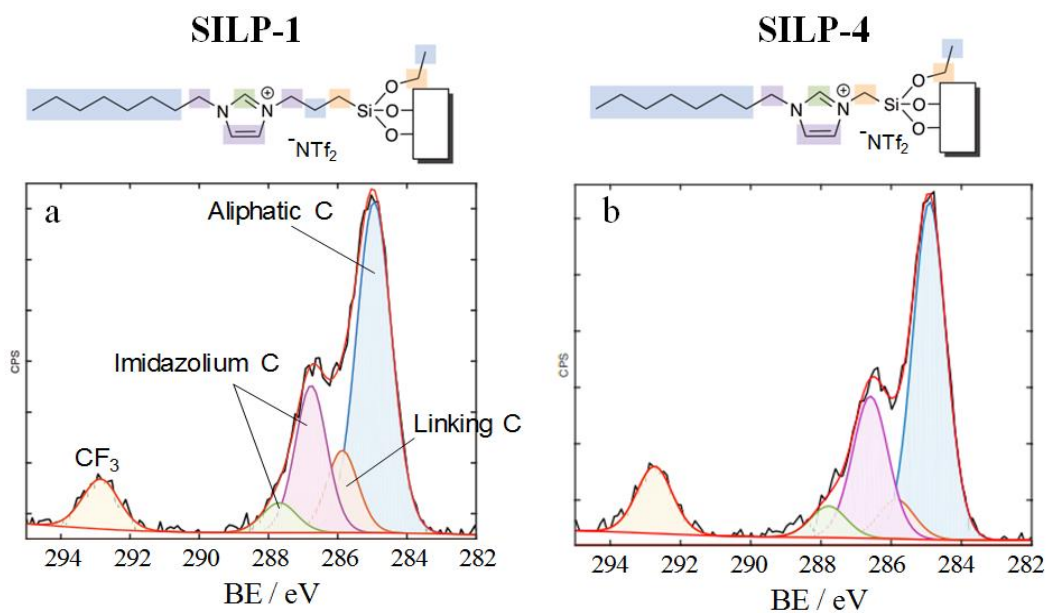 SILP-1
SILP-4
N N ⊕ Si O O O
⁻NTf₂
N N ⊕ Si O O O
⁻NTf₂
a
Aliphatic C
Imidazolium C
Linking C
CF₃
CPS
294 292 290 288 286 284 282
BE / eV
b
CPS
294 292 290 288 286 284 282
BE / eV